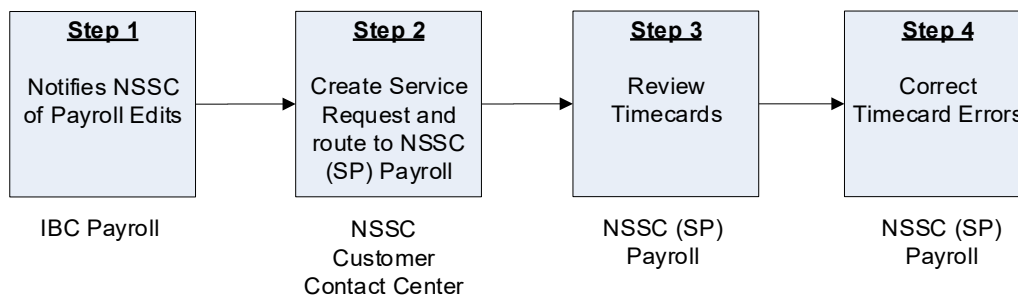 Step 1
Notifies NSSC
of Payroll Edits
IBC Payroll
Step 2
Create Service
Request and
route to NSSC
(SP) Payroll
NSSC
Customer
Contact Center
Step 3
Review
Timecards
NSSC (SP)
Payroll
Step 4
Correct
Timecard Errors
NSSC (SP)
Payroll